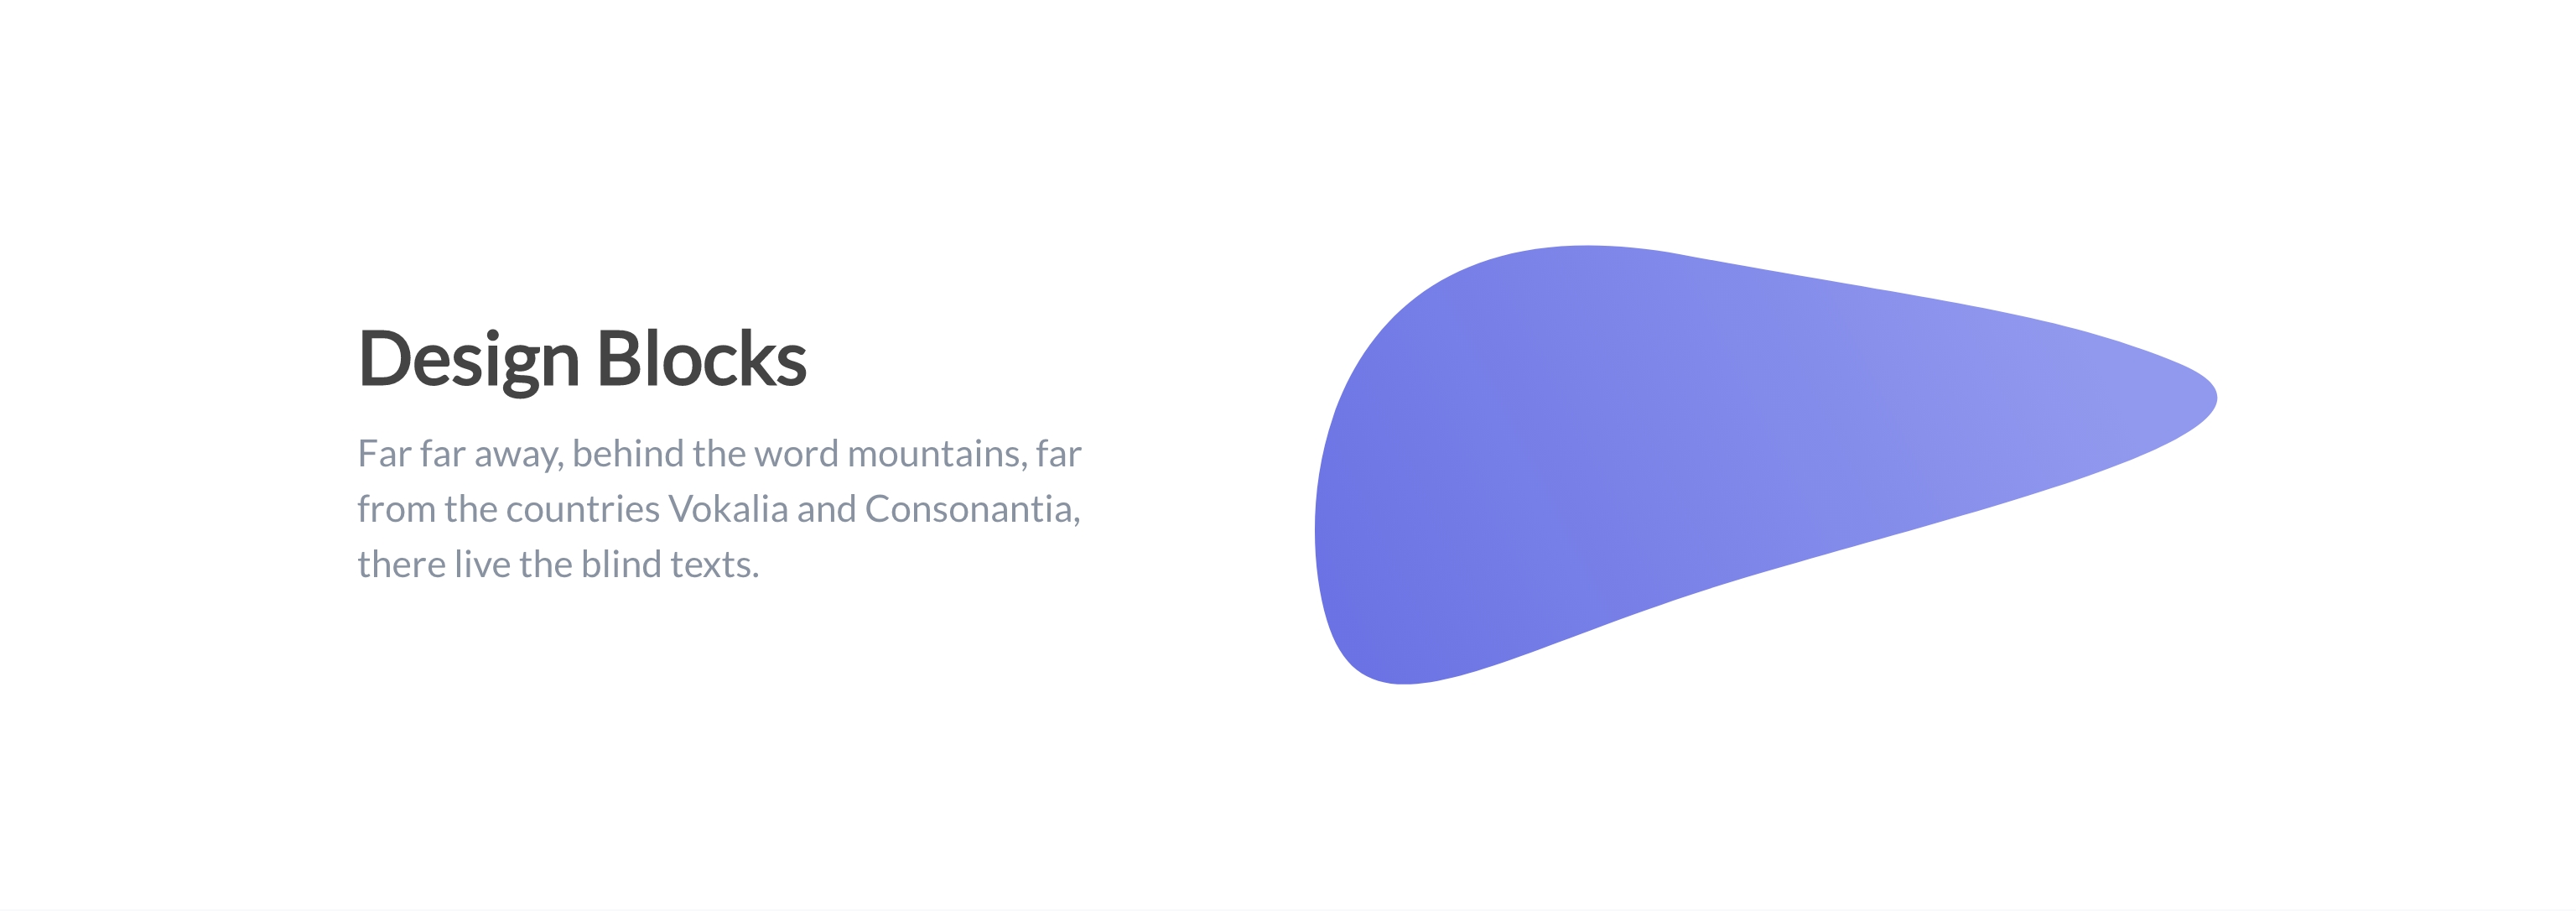 Design Blocks
Far far away, behind the word mountains, far
from the countries Vokalia and Consonantia,
there live the blind texts.